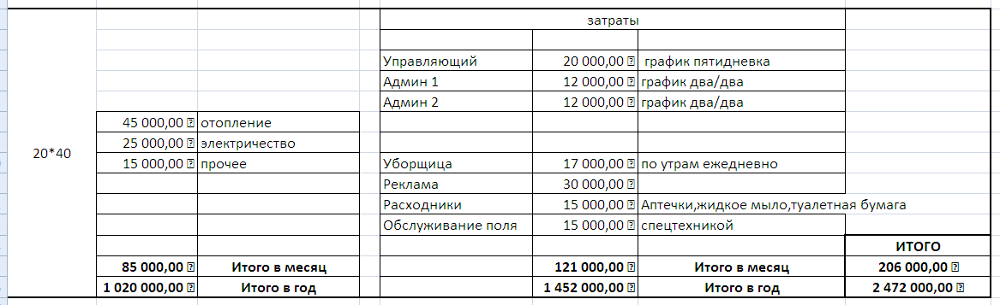 затраты
Управляющий 20 000,00 график пятидневка
Админ 1 12 000,00 график два/два
Админ 2 12 000,00 график два/два
45 000,00 отопление
25 000,00 электричество
20*40
15 000,00 прочее Уборщица 17 000,00 по утрам ежедневно
Реклама 30 000,00
Расходники 15 000,00 Аптечки,жидкое мыло,туалетная бумага
Обслуживание поля 15 000,00 спецтехникой
ИТОГО
85 000,00 Итого в месяц 121 000,00 Итого в месяц 206 000,00
1 020 000,00 Итого в год 1 452 000,00 Итого в год 2 472 000,00